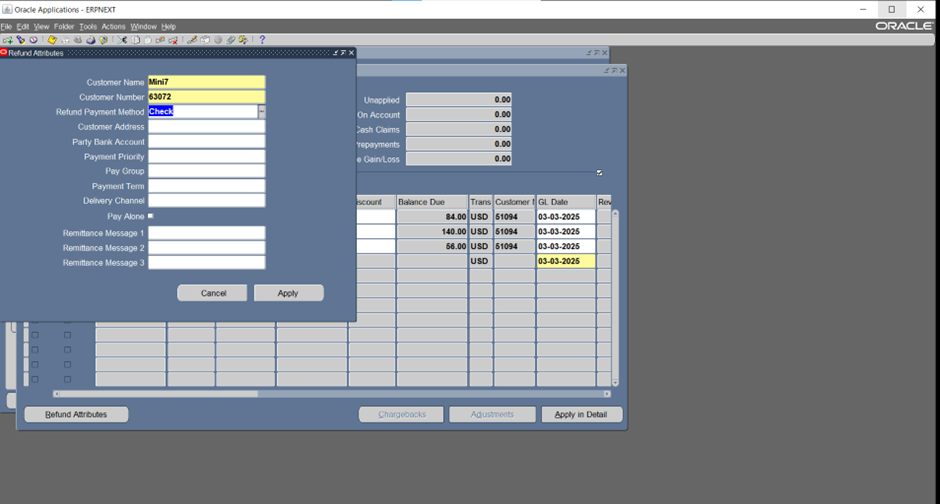 Oracle Applications - ERPNEXT
File Edit View Folder Tools Actions Window Help
ORACLE
Refund Attributes
Customer Name Mini7
Customer Number 63072
Refund Payment Method Check
Customer Address
Party Bank Account
Payment Priority
Pay Group
Payment Term
Delivery Channel
Pay Alone
Remittance Message 1
Remittance Message 2
Remittance Message 3
Cancel Apply
Unapplied 0.00
On Account 0.00
Cash Claims 0.00
repayments 0.00
e Gain/Loss 0.00
iscount Balance Due Trans Customer GL Date Rev
84.00 USD 51094 03-03-2025
140.00 USD 51094 03-03-2025
56.00 USD 51094 03-03-2025
USD 03-03-2025
Refund Attributes Chargebacks Adjustments Apply in Detail